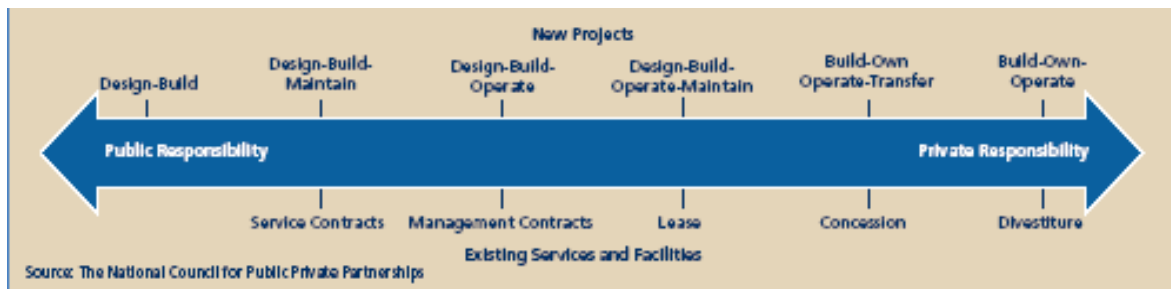 New Projects
Design-Build
Design-Build-
Maintain
Design-Build-
Operate
Design-Build-
Operate-Maintain
Build-Own
Operate-Transfer
Build-Own-
Operate
Public Responsibility
Private Responsibility
Service Contracts
Management Contracts
Lease
Concession
Divestiture
Existing Services and Facilities
Source: The National Council for Public Private Partnerships